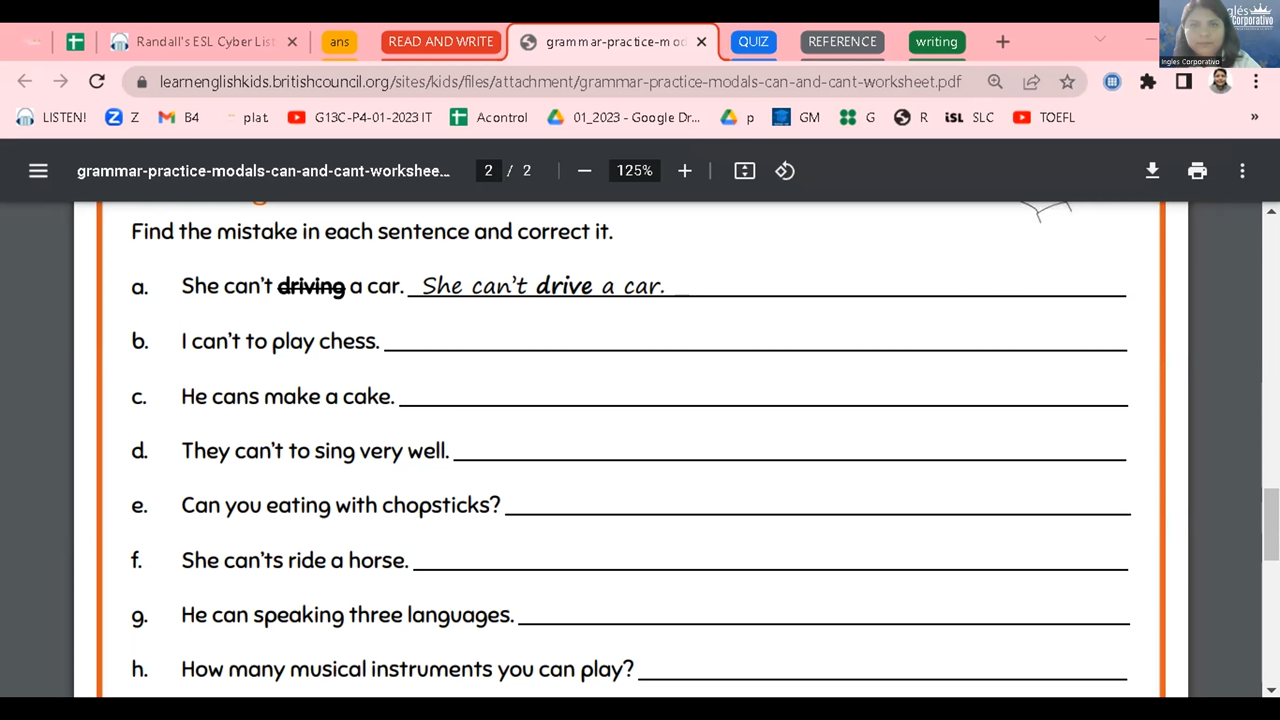 Randall's ESL Cyber List
ans
READ AND WRITE
grammar-practice-mod
QUIZ
REFERENCE
writing
Inglés Corporativo
learnenglishkids.britishcouncil.org/sites/kids/files/attachment/grammar-practice-modals-can-and-cant-worksheet.pdf
LISTEN! Z B4 plat. G13C-P4-01-2023 IT Acontrol 01_2023 - Google Dr... p GM G R iSL SLC TOEFL »
grammar-practice-modals-can-and-cant-workshee... 2 / 2 125%
Find the mistake in each sentence and correct it.
a. She can't driving a car. She can't drive a car.
b. I can't to play chess.
c. He cans make a cake.
d. They can't to sing very well.
e. Can you eating with chopsticks?
f. She can'ts ride a horse.
g. He can speaking three languages.
h. How many musical instruments you can play?